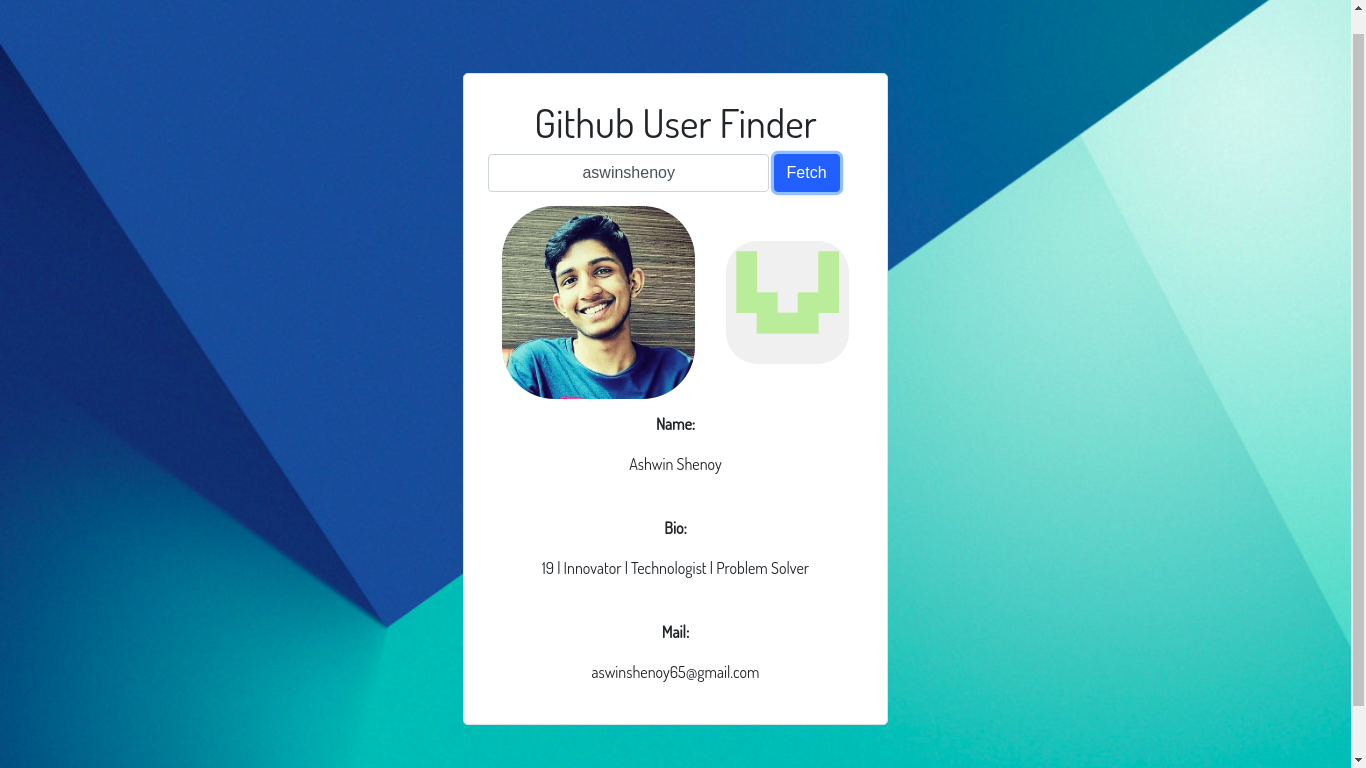 Github User Finder
aswinshenoy
Fetch
Name:
Ashwin Shenoy
Bio:
19 | Innovator | Technologist | Problem Solver
Mail:
aswinshenoy65@gmail.com